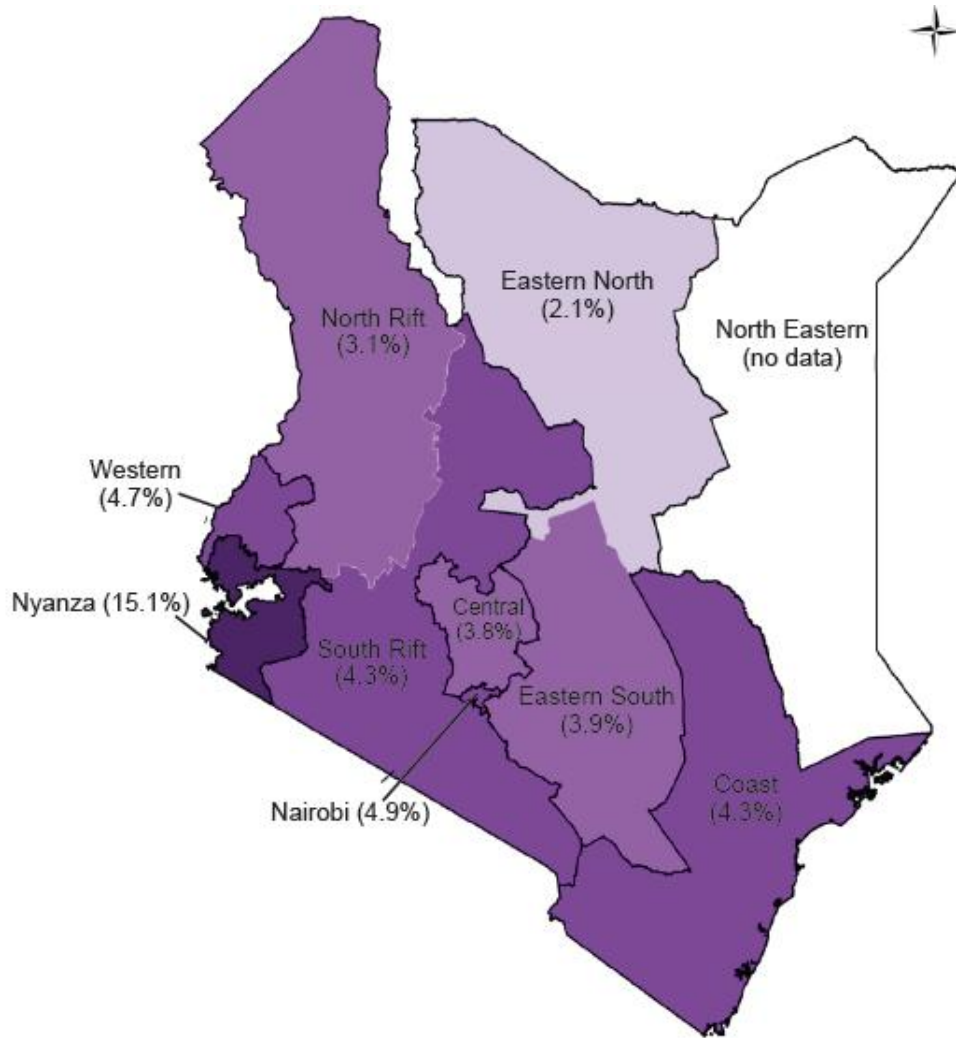 Eastern North
(2.1%)
North Rift
(3.1%)
North Eastern
(no data)
Western
(4.7%)
Nyanza (15.1%)
Central
(3.8%)
South Rift
(4.3%)
Eastern South
(3.9%)
Nairobi (4.9%)
Coast
(4.3%)